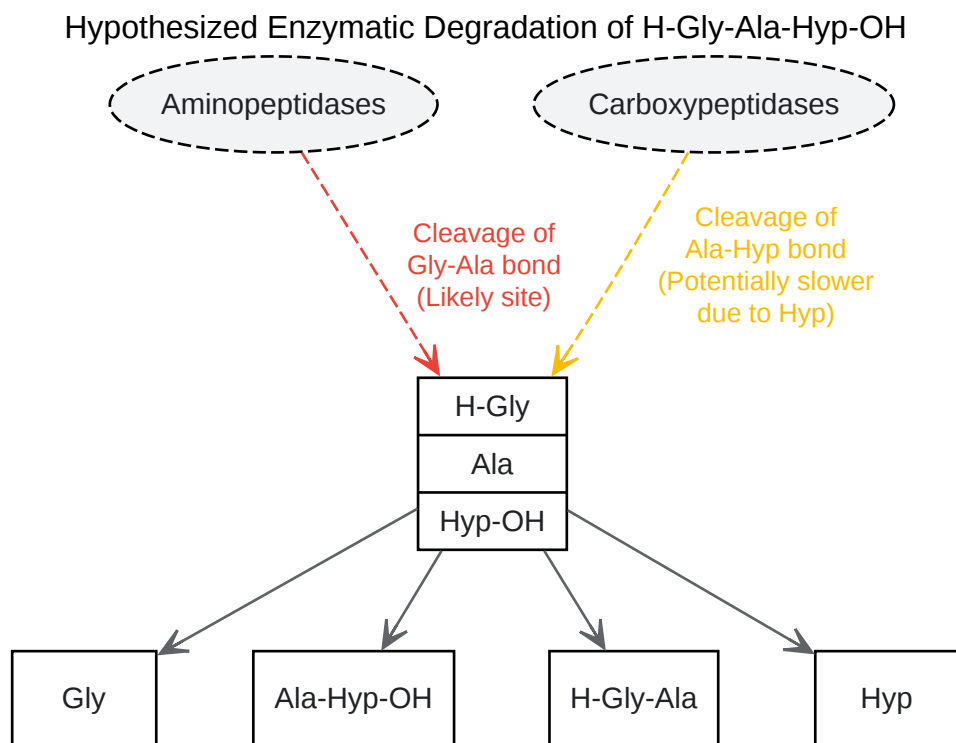 Hypothesized Enzymatic Degradation of H-Gly-Ala-Hyp-OH
Aminopeptidases
Carboxypeptidases
Cleavage of
Gly-Ala bond
(Likely site)
Cleavage of
Ala-Hyp bond
(Potentially slower
due to Hyp)
H-Gly
Ala
Hyp-OH
Gly
Ala-Hyp-OH
H-Gly-Ala
Hyp